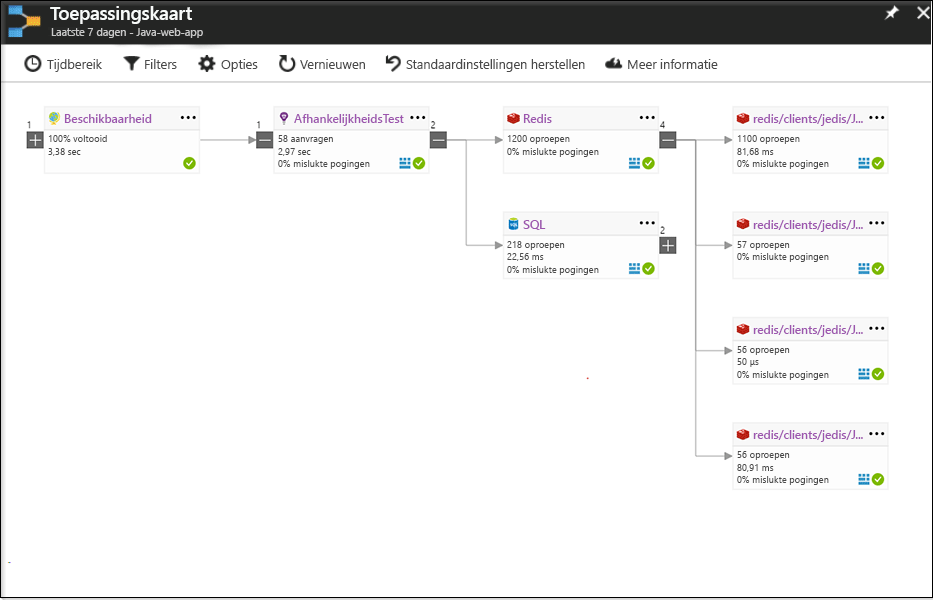 Toepassingskaart
Laatste 7 dagen - Java-web-app
Tijdbereik
Filters
Opties
Vernieuwen
Standaardinstellingen herstellen
Meer informatie
1
Beschikbaarheid
100% voltooid
3,38 sec
1
AfhankelijkheidsTest
58 aanvragen
2,97 sec
0% mislukte pogingen
2
Redis
1200 oproepen
0% mislukte pogingen
4
SQL
218 oproepen
22,56 ms
0% mislukte pogingen
2
redis/clients/jedis/J...
1100 oproepen
81,68 ms
0% mislukte pogingen
redis/clients/jedis/J...
57 oproepen
0% mislukte pogingen
redis/clients/jedis/J...
56 oproepen
50 µs
0% mislukte pogingen
redis/clients/jedis/J...
56 oproepen
80,91 ms
0% mislukte pogingen